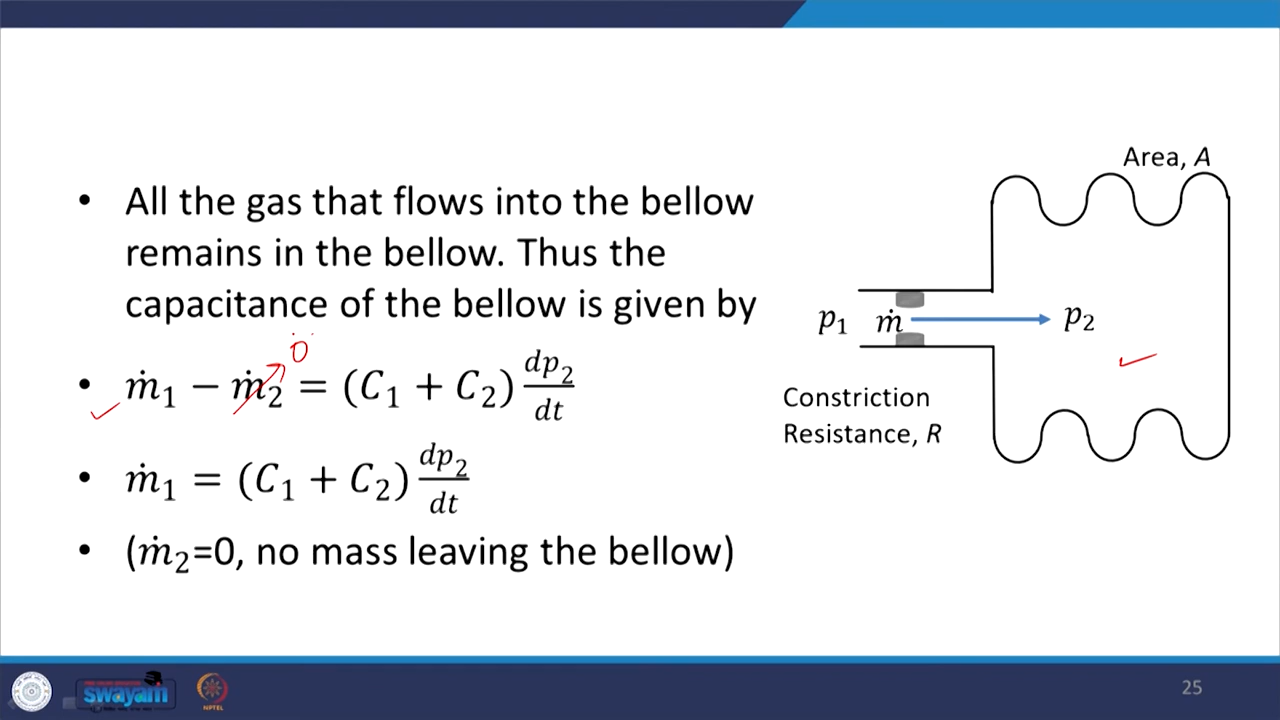 • All the gas that flows into the bellow
remains in the bellow. Thus the
capacitance of the bellow is given by
0
• ṁ₁ − ṁ₂ = (C₁ + C₂) dp₂/dt
• ṁ₁ = (C₁ + C₂) dp₂/dt
• (ṁ₂=0, no mass leaving the bellow)
Area, A
p₁ ṁ p₂
Constriction
Resistance, R
swayam
NPTEL
25